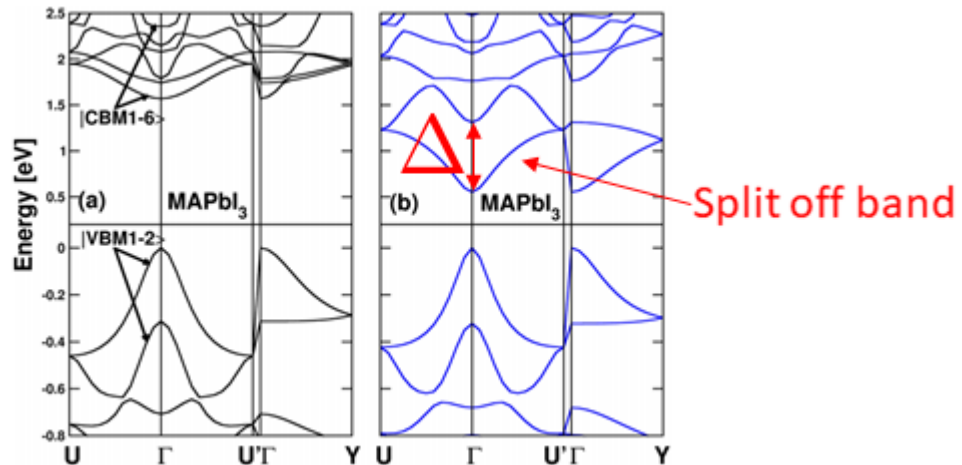 Energy [eV]
2.5
2
1.5
1
0.5
0
-0.2
-0.4
-0.6
-0.8
|CBM1-6>
(a) MAPbI₃
|VBM1-2>
U Γ U' Γ Y
Δ
(b) MAPbI₃
Split off band
U Γ U' Γ Y